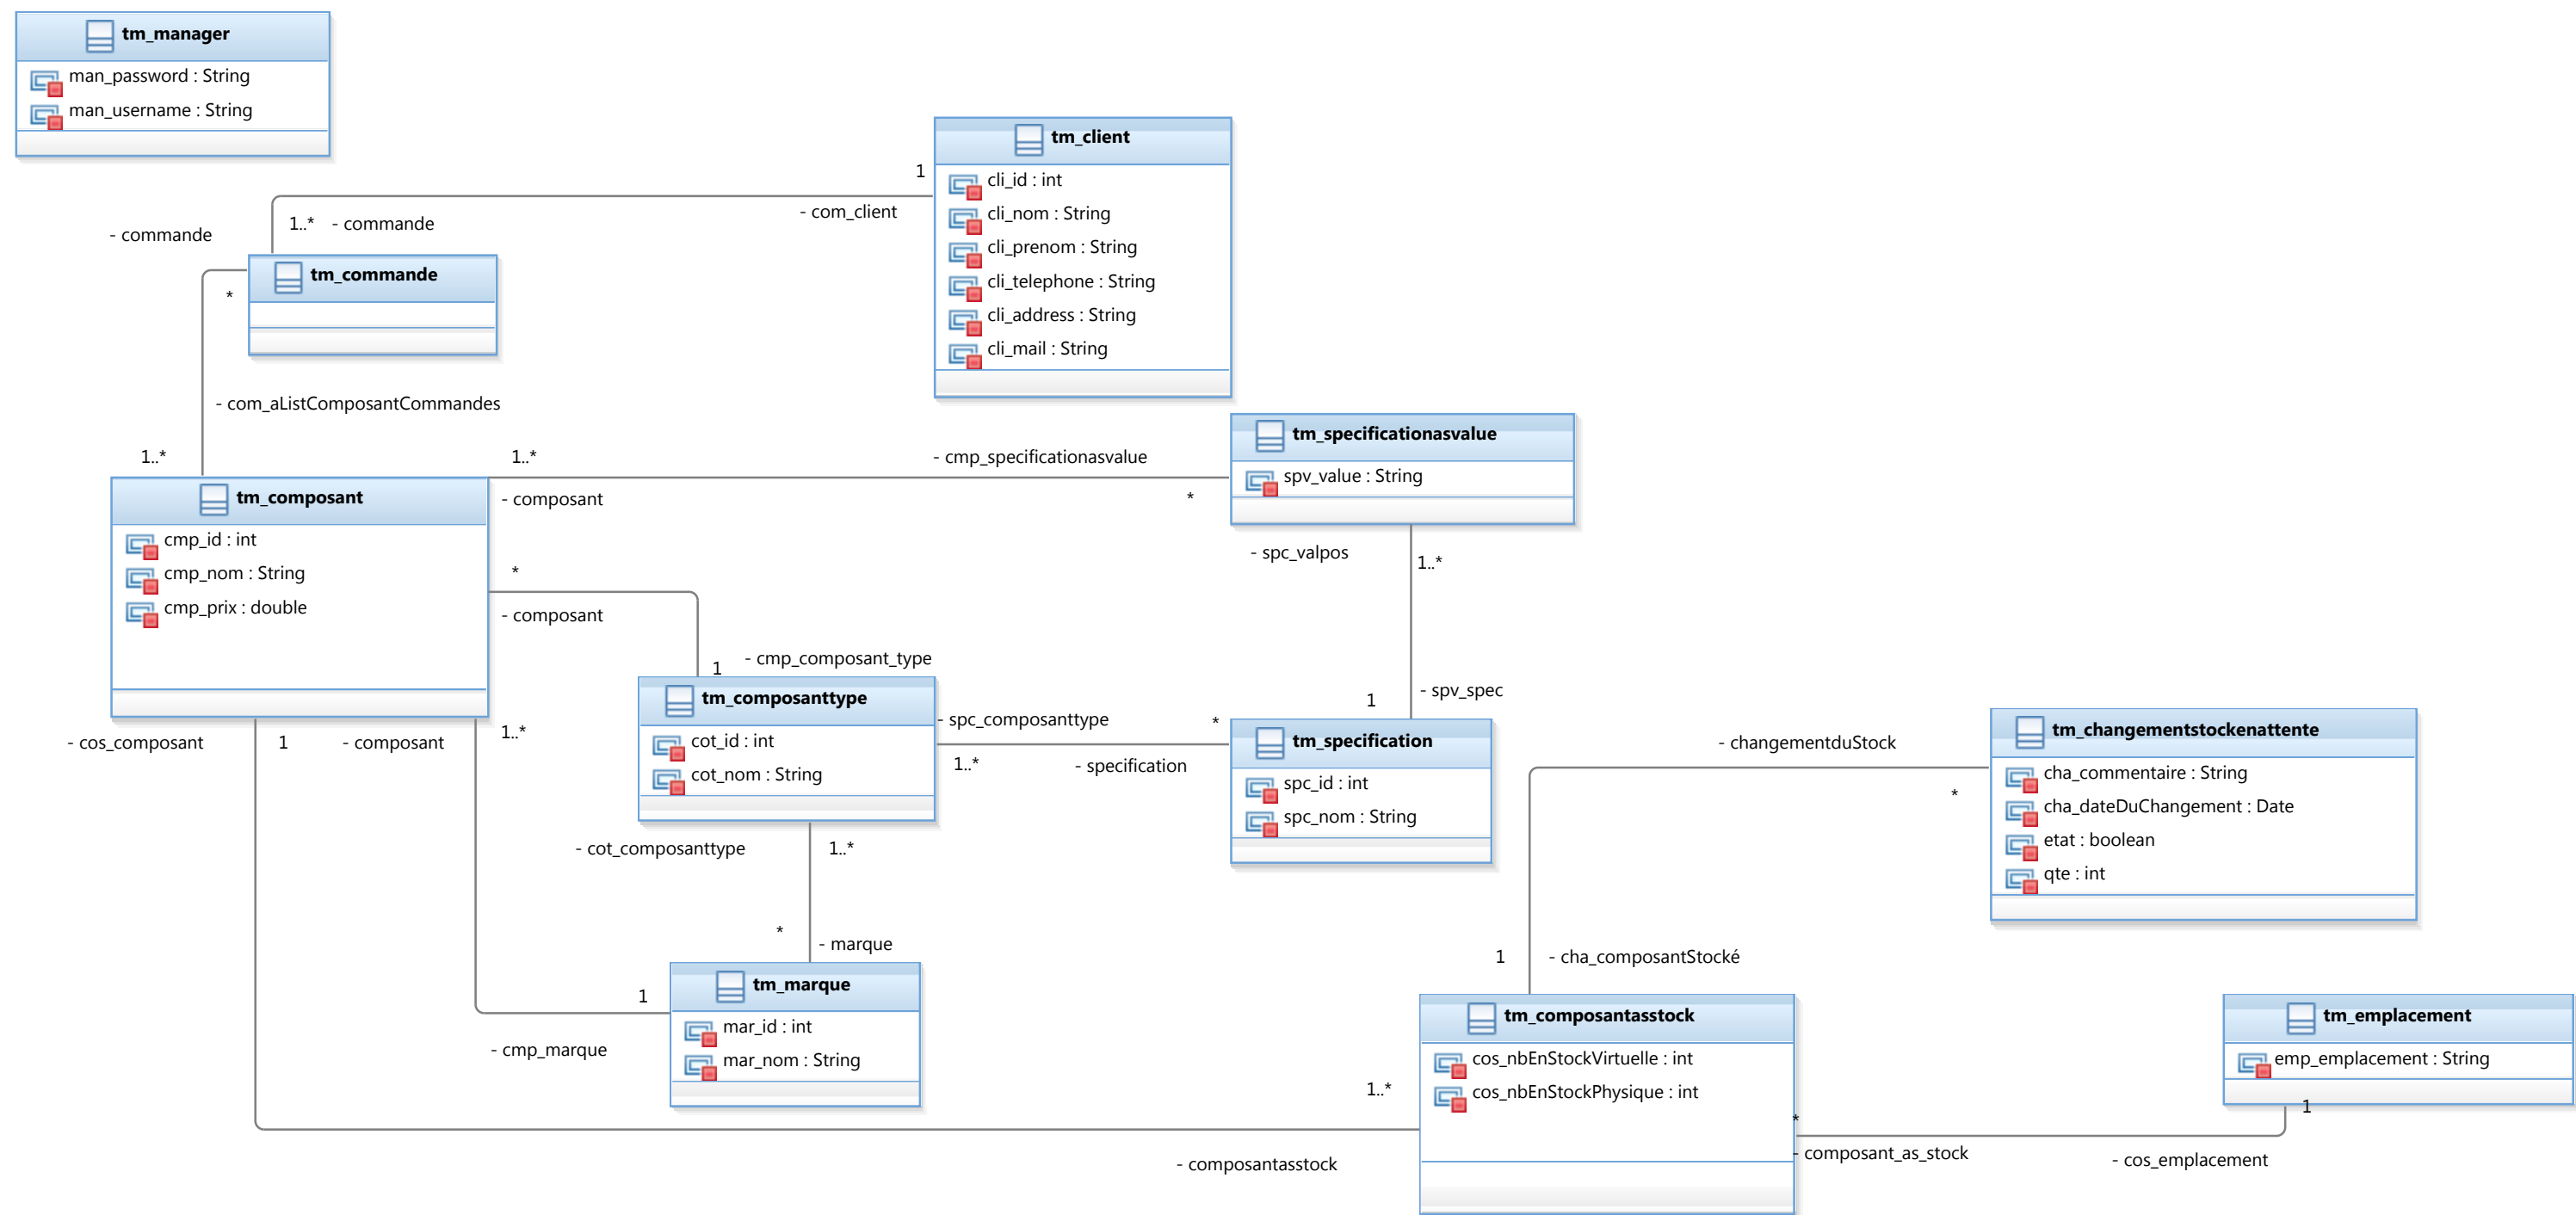 tm_manager
man_password : String
man_username : String
tm_client
cli_id : int
cli_nom : String
cli_prenom : String
cli_telephone : String
cli_address : String
cli_mail : String
1
- com_client
1..* - commande
- commande
tm_commande
*
- com_aListComposantCommandes
1..*
1..*
- cmp_specificationasvalue
- composant
*
tm_specificationasvalue
spv_value : String
tm_composant
cmp_id : int
cmp_nom : String
cmp_prix : double
- spc_valpos
1..*
*
- composant
1
- cmp_composant_type
- spv_spec
1
tm_composanttype
cot_id : int
cot_nom : String
- spc_composanttype
*
1..*
- specification
tm_specification
spc_id : int
spc_nom : String
- changementduStock
*
tm_changementstockenattente
cha_commentaire : String
cha_dateDuChangement : Date
etat : boolean
qte : int
- cos_composant
1
- composant
1..*
- cot_composanttype
1..*
*
- marque
1
- cha_composantStocké
tm_marque
mar_id : int
mar_nom : String
1
- cmp_marque
tm_composantasstock
cos_nbEnStockVirtuelle : int
cos_nbEnStockPhysique : int
tm_emplacement
emp_emplacement : String
1..*
- composantasstock
*
- composant_as_stock
1
- cos_emplacement